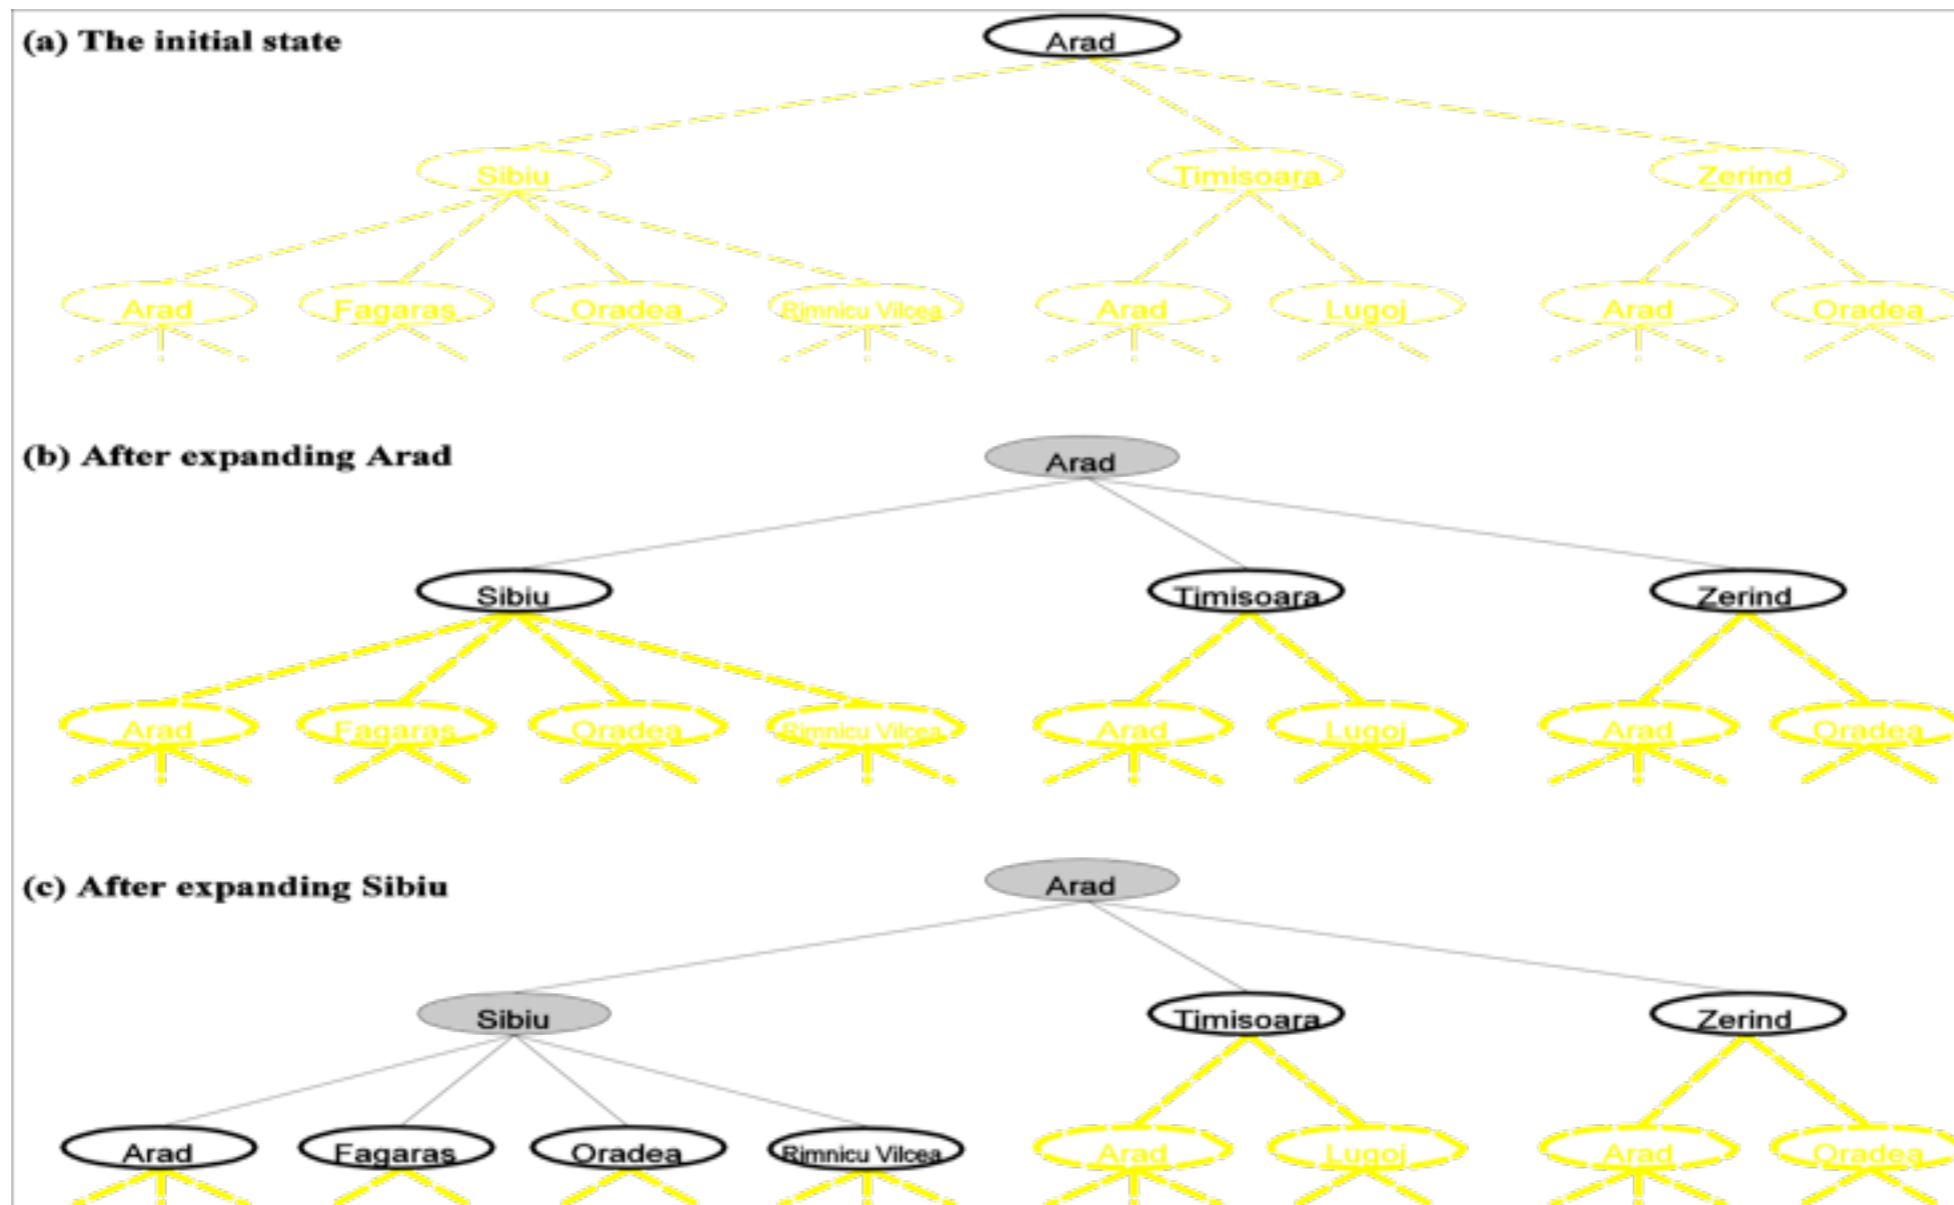 (a) The initial state
Arad
Sibiu Timisoara Zerind
Arad Fagaras Oradea Rimnicu Vilcea Arad Lugoj Arad Oradea
(b) After expanding Arad
Arad
Sibiu Timisoara Zerind
Arad Fagaras Oradea Rimnicu Vilcea Arad Lugoj Arad Oradea
(c) After expanding Sibiu
Arad
Sibiu Timisoara Zerind
Arad Fagaras Oradea Rimnicu Vilcea Arad Lugoj Arad Oradea